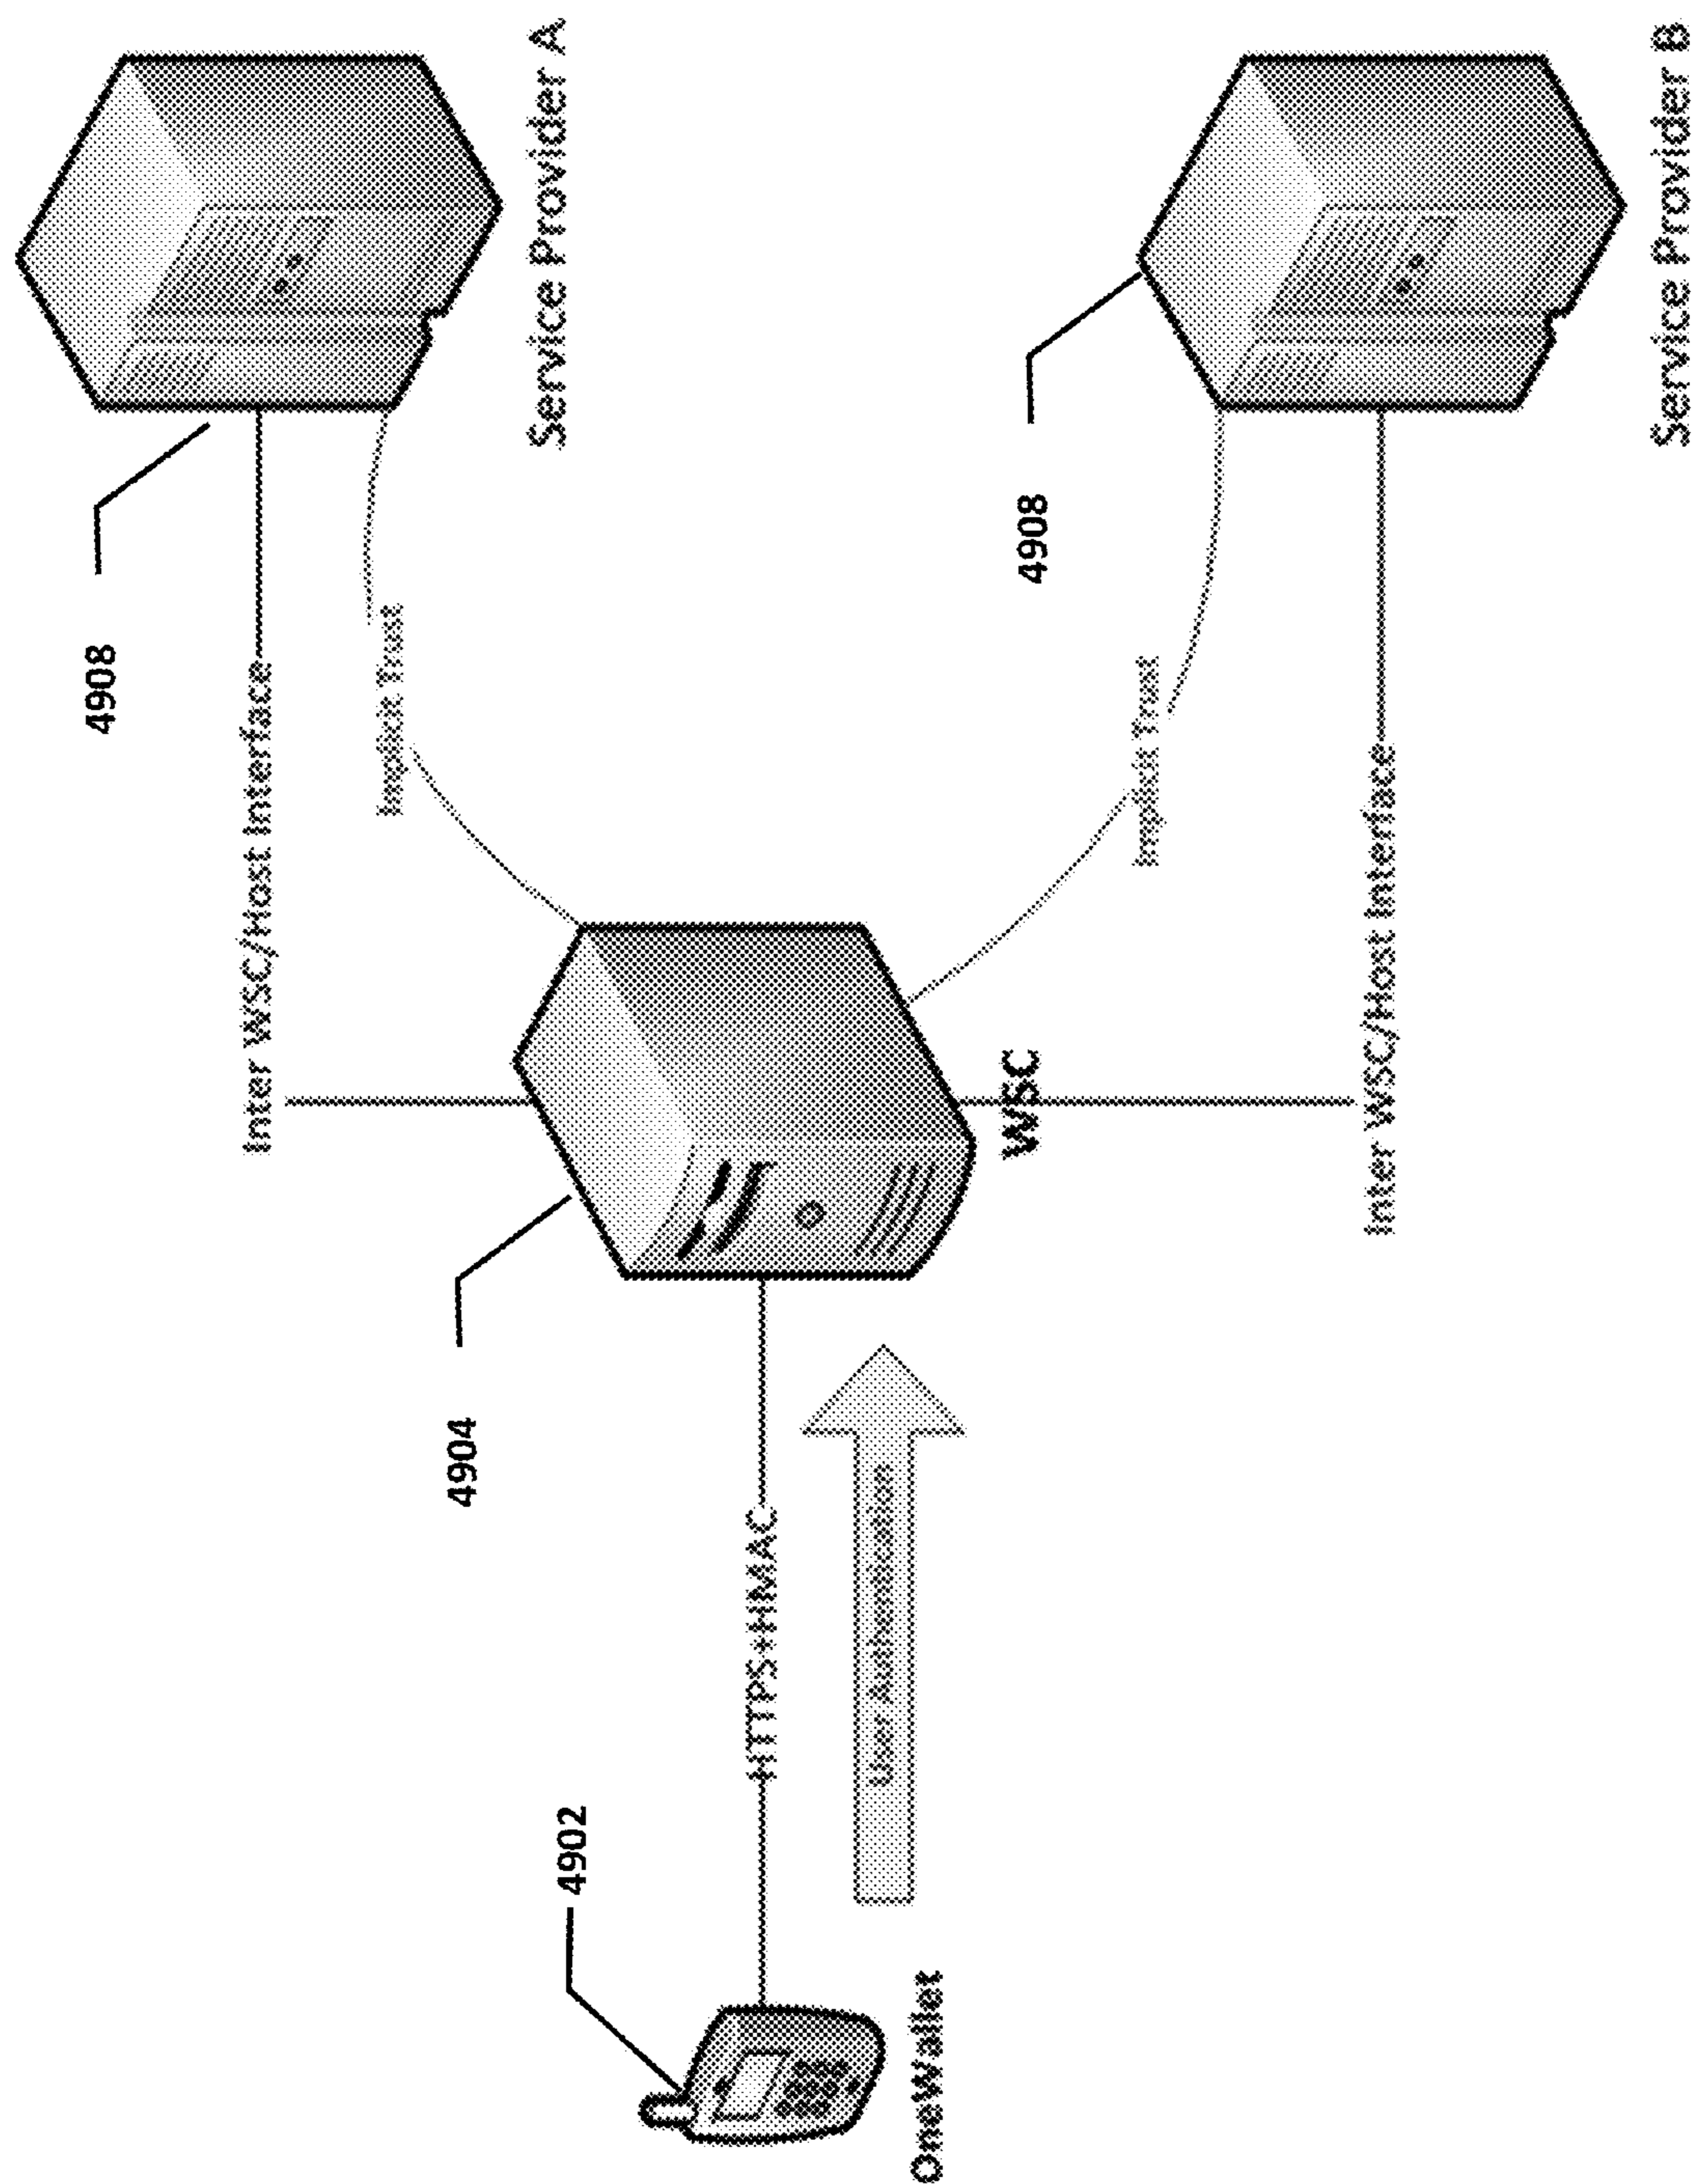 4908
Inter WSC/Host Interface
Implicit Trust
Service Provider A
4904
4902
HTTPS+HMAC
User Authentication
OneWallet
WSC
4908
Implicit Trust
Inter WSC/Host Interface
Service Provider B